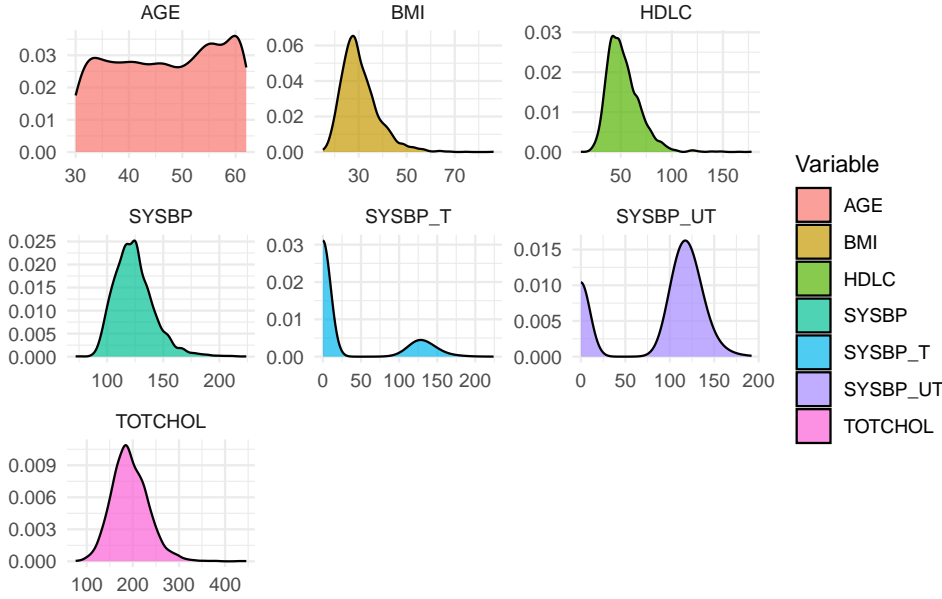 AGE
0.03
0.02
0.01
0.00
30 40 50 60
BMI
0.06
0.04
0.02
0.00
30 50 70
HDLC
0.03
0.02
0.01
0.00
50 100 150
SYSBP
0.025
0.020
0.015
0.010
0.005
0.000
100 150 200
SYSBP_T
0.03
0.02
0.01
0.00
0 50 100 150 200
SYSBP_UT
0.015
0.010
0.005
0.000
0 50 100 150 200
TOTCHOL
0.009
0.006
0.003
0.000
100 200 300 400
Variable
AGE
BMI
HDLC
SYSBP
SYSBP_T
SYSBP_UT
TOTCHOL